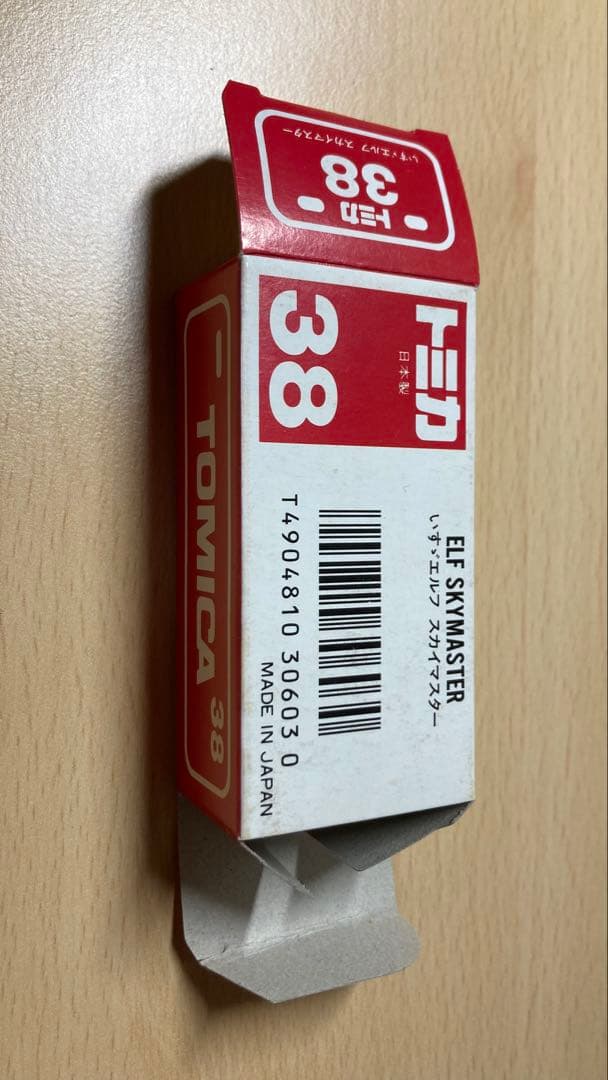 いすゞエルフ スカイマスター
38
トミカ
トミカ
日本製
38
ELF SKYMASTER
いすゞエルフ スカイマスター
T4904810 30603 0
MADE IN JAPAN
TOMICA 38